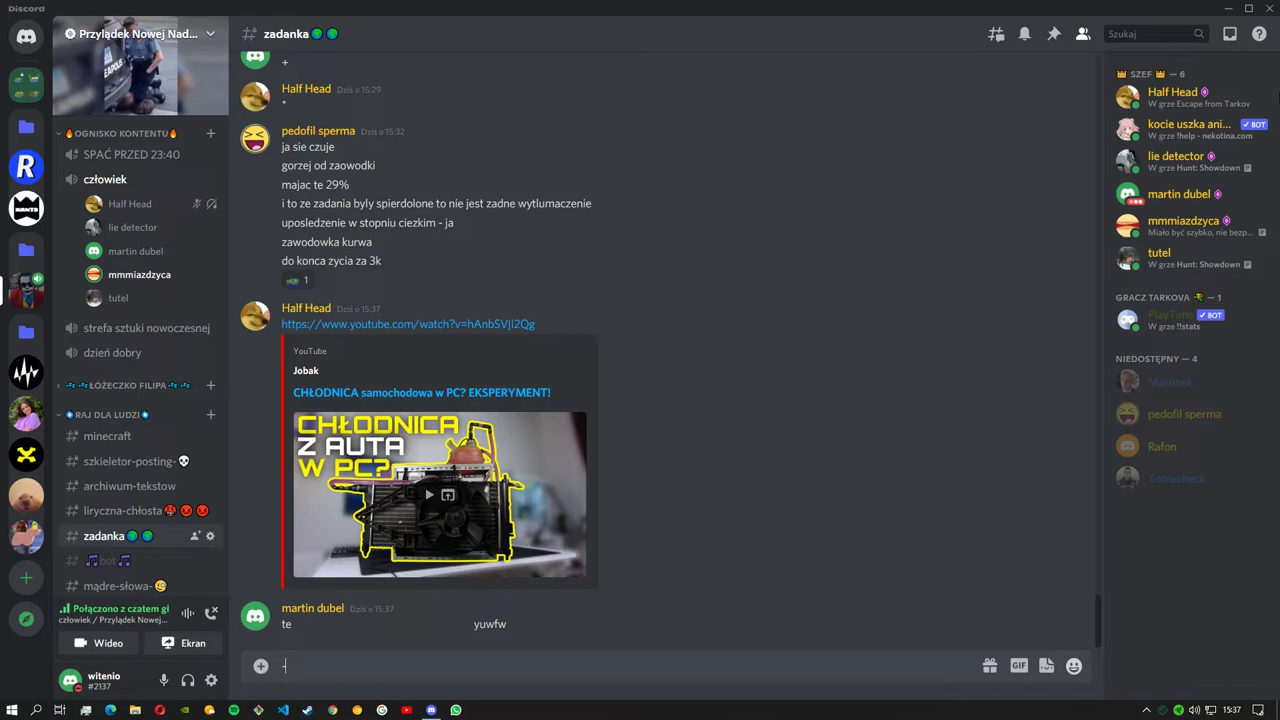 Discord
Przylądek Nowej Nad...
zadanka
Szukaj
+
Half Head Dziś o 15:29
*
pedofil sperma Dziś o 15:32
ja sie czuje
gorzej od zaowodki
majac te 29%
i to ze zadania byly spierdolone to nie jest zadne wytlumaczenie
uposledzenie w stopniu ciezkim - ja
zawodowka kurwa
do konca zycia za 3k
1
Half Head Dziś o 15:37
https://www.youtube.com/watch?v=hAnbSVjI2Qg
YouTube
Jobak
CHŁODNICA samochodowa w PC? EKSPERYMENT!
CHŁODNICA
Z AUTA
W PC?
martin dubel Dziś o 15:37
te yuwfw
-
GIF
OGNISKO KONTENTU
SPAĆ PRZED 23:40
człowiek
Half Head
lie detector
martin dubel
mmmiazdzyca
tutel
strefa sztuki nowoczesnej
dzień dobry
ŁÓŻECZKO FILIPA
RAJ DLA LUDZI
minecraft
szkieletor-posting-
archiwum-tekstow
liryczna-chłosta
zadanka
bot
mądre-słowa-
Połączono z czatem gł
człowiek / Przylądek Nowej...
Wideo
Ekran
witenio
#2137
SZEF — 6
Half Head
W grze Escape from Tarkov
kocie uszka ani... BOT
W grze !help - nekotina.com
lie detector
W grze Hunt: Showdown
martin dubel
mmmiazdzyca
Miało być szybko, nie bezp...
tutel
W grze Hunt: Showdown
GRACZ TARKOVA — 1
PlayTime BOT
W grze !!stats
NIEDOSTĘPNY — 4
Martinek
pedofil sperma
Rafon
Tomecheck
15:37